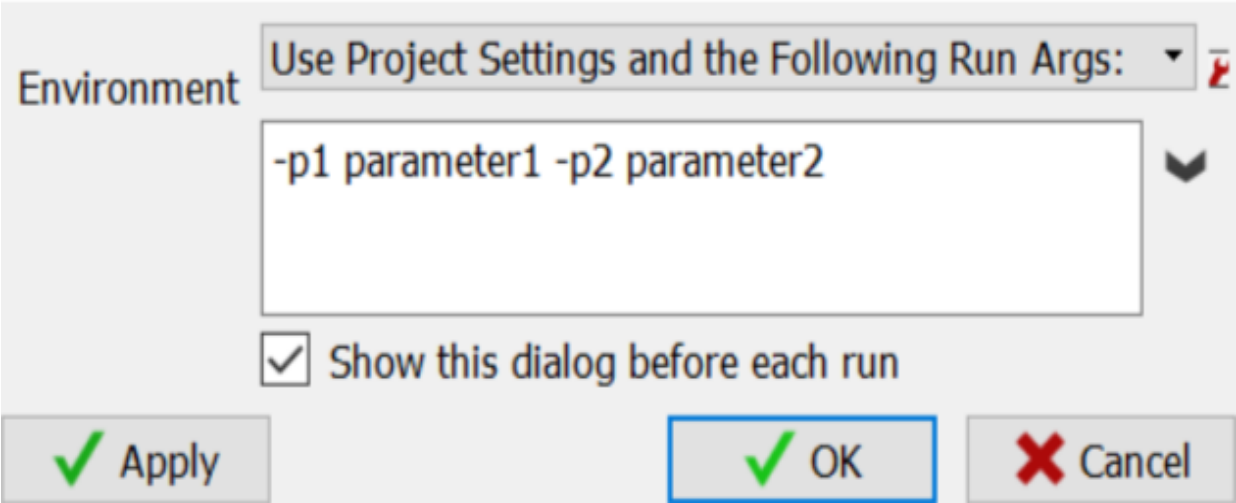 Use Project Settings and the Following Run Args:
Environment
-p1 parameter1 -p2 parameter2
Show this dialog before each run
Apply
OK
Cancel